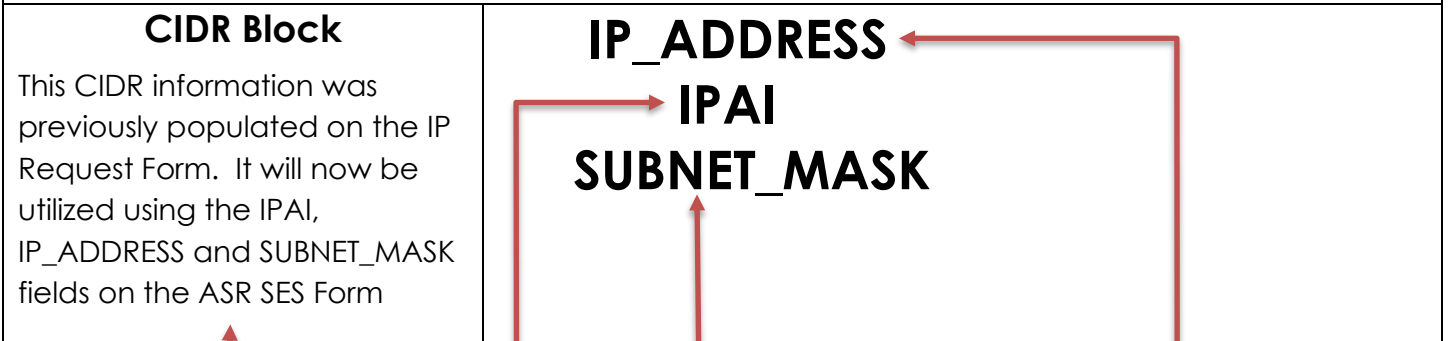 CIDR Block
This CIDR information was
previously populated on the IP
Request Form.  It will now be
utilized using the IPAI,
IP_ADDRESS and SUBNET_MASK
fields on the ASR SES Form
IP_ADDRESS
IPAI
SUBNET_MASK